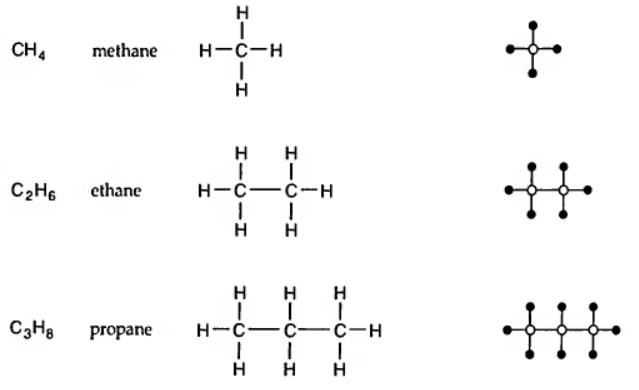 H
|
CH₄ methane H—C—H
|
H
H H
| |
C₂H₆ ethane H—C—C—H
| |
H H
H H H
| | |
C₃H₈ propane H—C—C—C—H
| | |
H H H